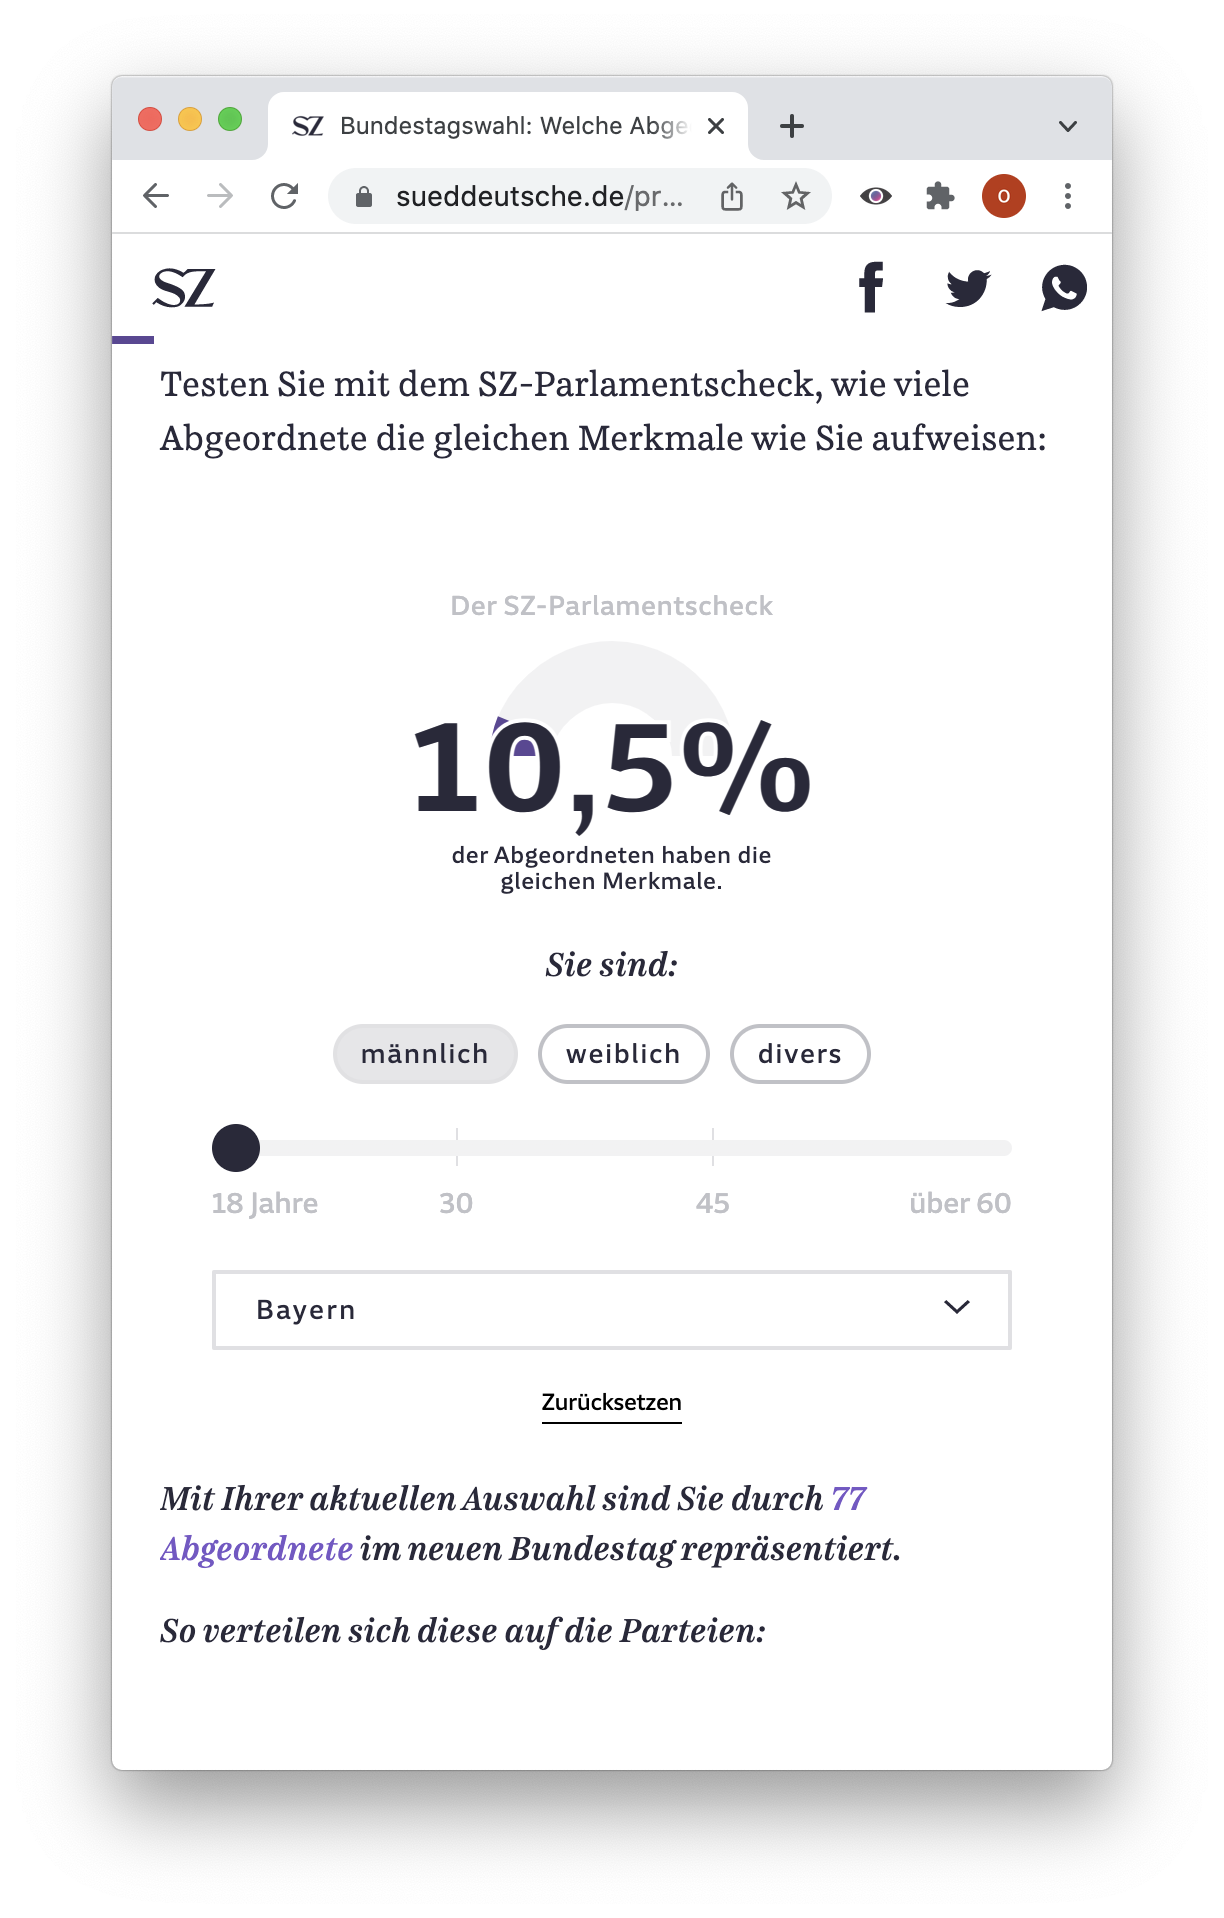 SZ Bundestagswahl: Welche Abge
sueddeutsche.de/pr...
O
SZ
Testen Sie mit dem SZ-Parlamentscheck, wie viele
Abgeordnete die gleichen Merkmale wie Sie aufweisen:
Der SZ-Parlamentscheck
10,5%
der Abgeordneten haben die
gleichen Merkmale.
Sie sind:
männlich weiblich divers
18 Jahre 30 45 über 60
Bayern
Zurücksetzen
Mit Ihrer aktuellen Auswahl sind Sie durch 77
Abgeordnete im neuen Bundestag repräsentiert.
So verteilen sich diese auf die Parteien: